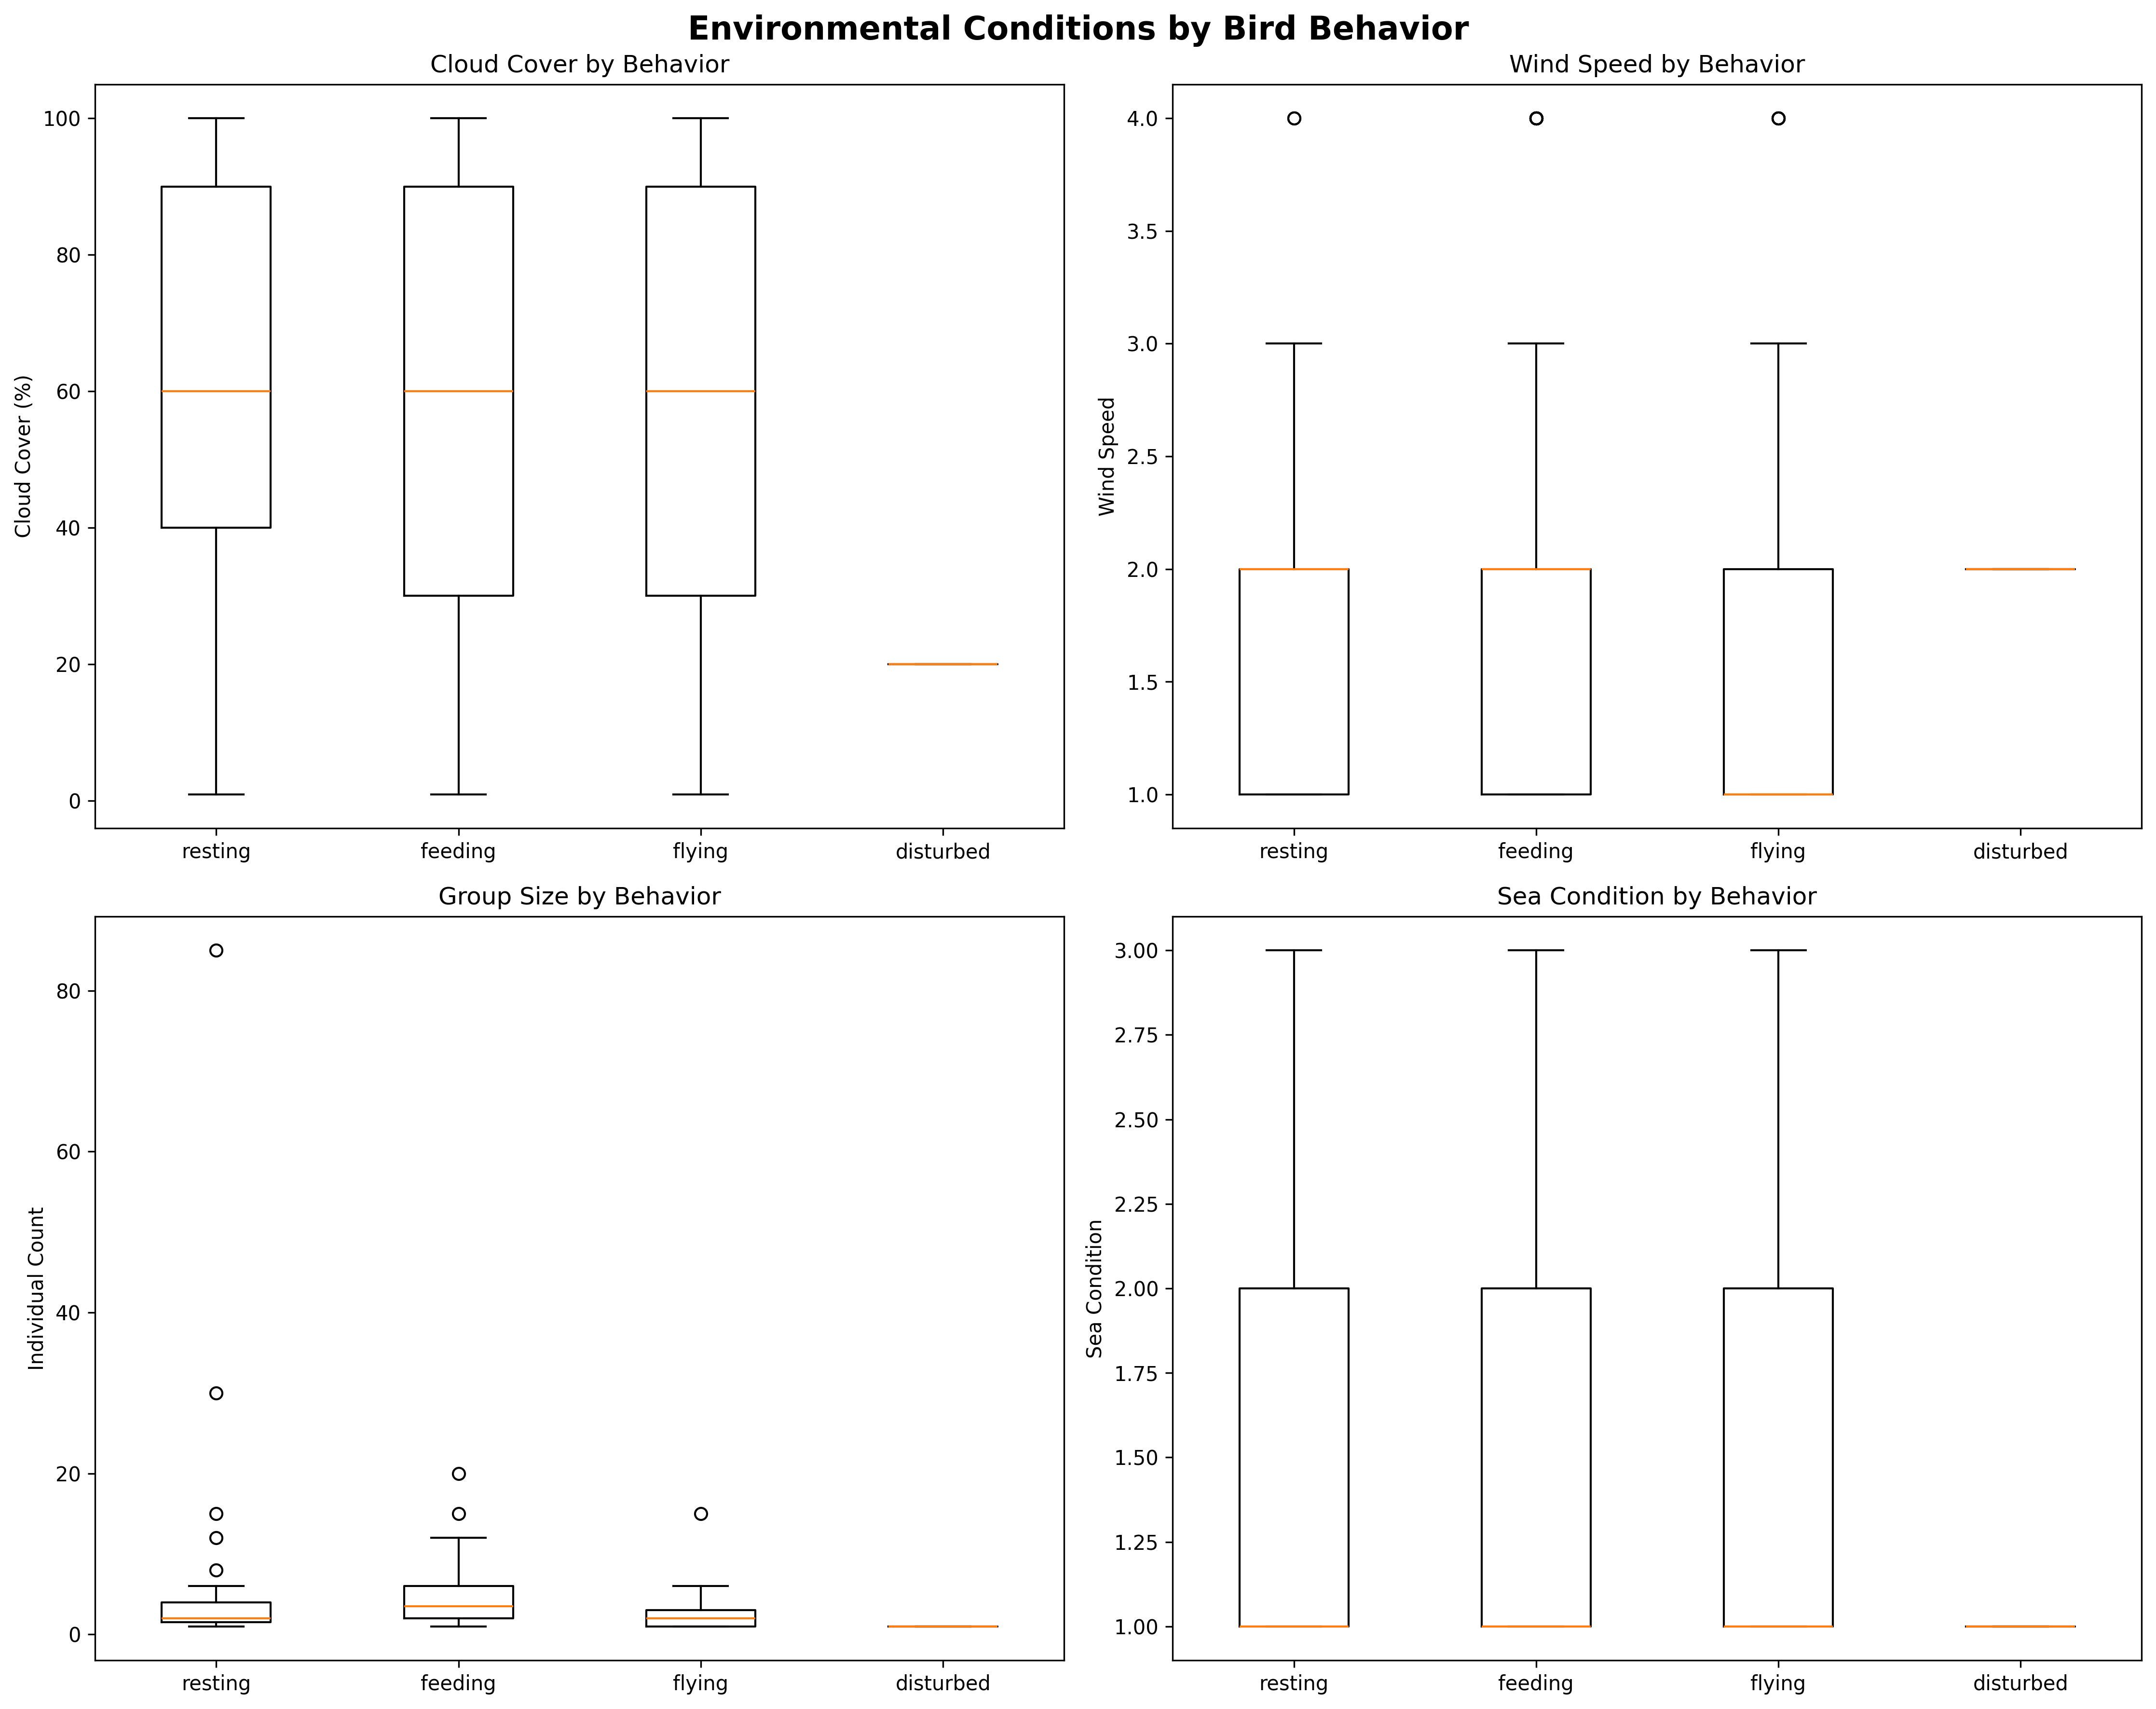 Environmental Conditions by Bird Behavior
Cloud Cover by Behavior
Cloud Cover (%)
100
80
60
40
20
0
resting feeding flying disturbed
Wind Speed by Behavior
Wind Speed
4.0
3.5
3.0
2.5
2.0
1.5
1.0
resting feeding flying disturbed
Group Size by Behavior
Individual Count
80
60
40
20
0
resting feeding flying disturbed
Sea Condition by Behavior
Sea Condition
3.00
2.75
2.50
2.25
2.00
1.75
1.50
1.25
1.00
resting feeding flying disturbed